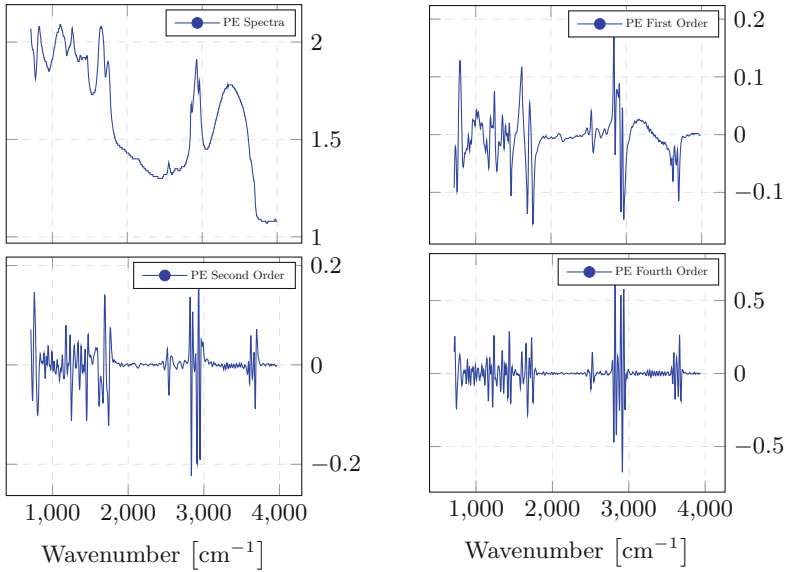 PE Spectra
2
1.5
1
PE First Order
0.2
0.1
0
−0.1
PE Second Order
0.2
0
−0.2
1,000 2,000 3,000 4,000
Wavenumber [cm−1]
PE Fourth Order
0.5
0
−0.5
1,000 2,000 3,000 4,000
Wavenumber [cm−1]